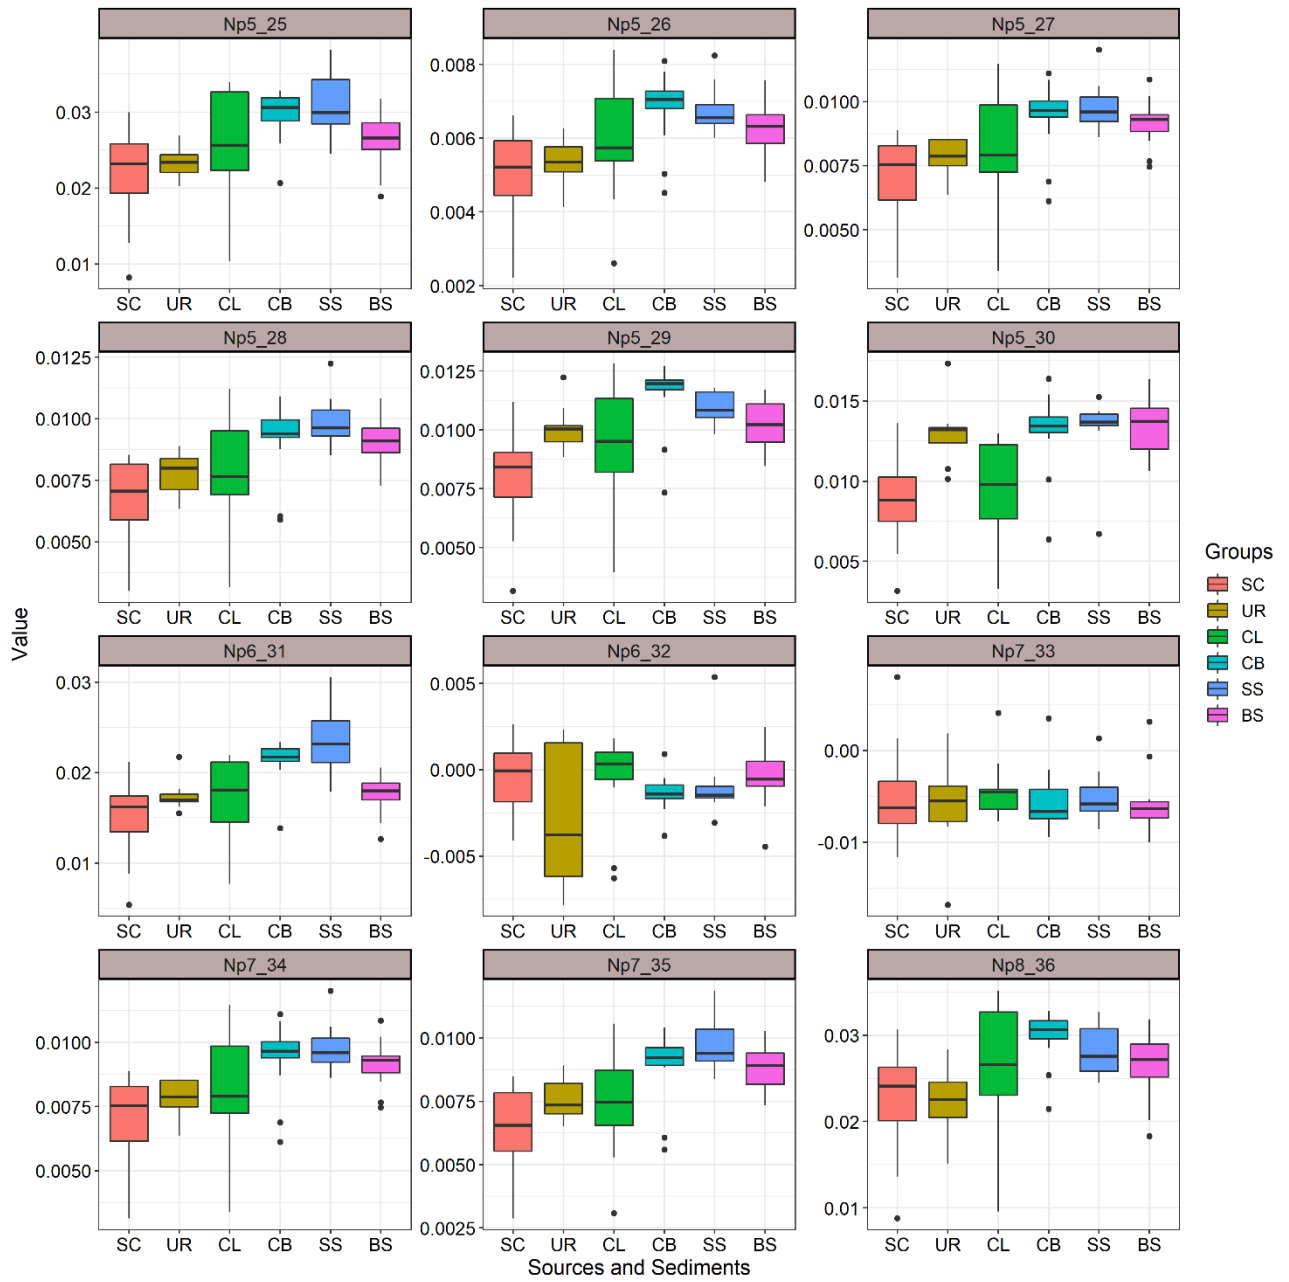 Np5_25 Np5_26 Np5_27
0.03
0.02
0.01
0.008
0.006
0.004
0.002
0.0100
0.0075
0.0050
SC UR CL CB SS BS SC UR CL CB SS BS SC UR CL CB SS BS
Np5_28 Np5_29 Np5_30
0.0125
0.0100
0.0075
0.0050
0.0125
0.0100
0.0075
0.0050
0.015
0.010
0.005
SC UR CL CB SS BS SC UR CL CB SS BS SC UR CL CB SS BS
Np6_31 Np6_32 Np7_33
0.03
0.02
0.01
0.005
0.000
-0.005
0.00
-0.01
SC UR CL CB SS BS SC UR CL CB SS BS SC UR CL CB SS BS
Np7_34 Np7_35 Np8_36
0.0100
0.0075
0.0050
0.0100
0.0075
0.0050
0.0025
0.03
0.02
0.01
SC UR CL CB SS BS SC UR CL CB SS BS SC UR CL CB SS BS
Value
Sources and Sediments
Groups
SC
UR
CL
CB
SS
BS